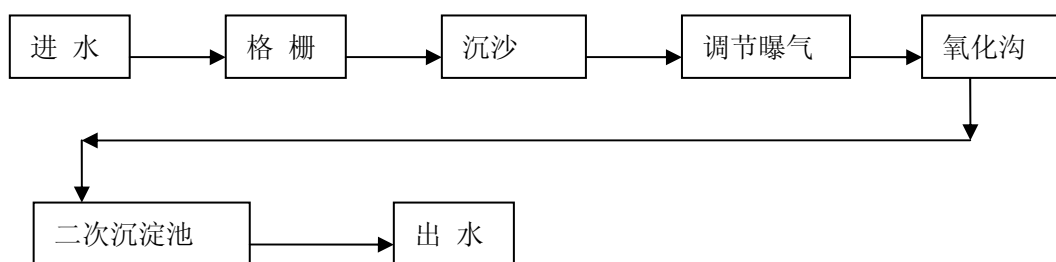 进 水
格 栅
沉沙
调节曝气
氧化沟
二次沉淀池
出 水